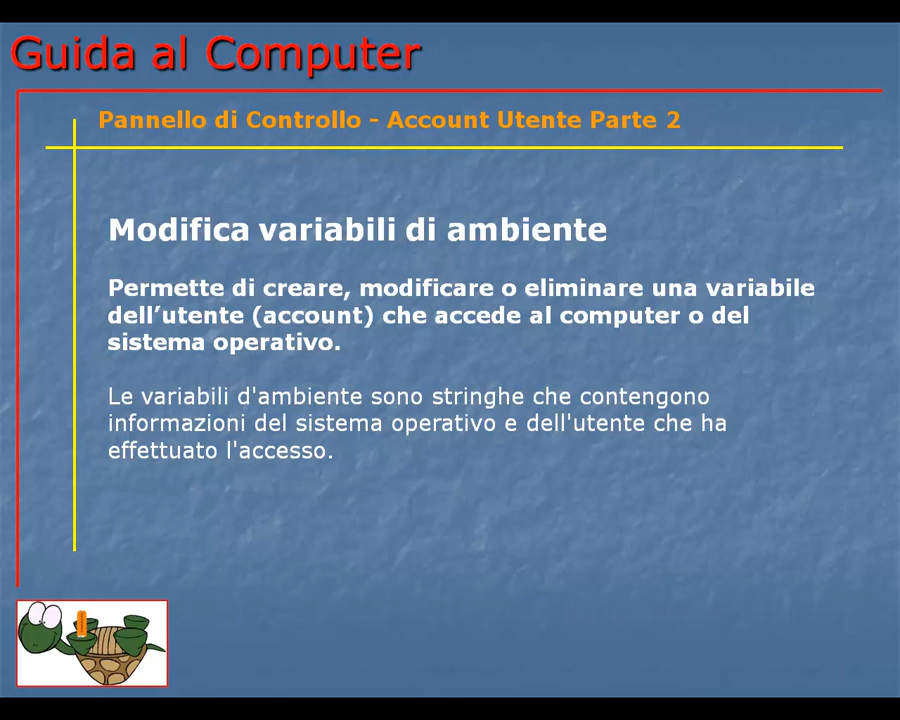 Guida al Computer
Pannello di Controllo - Account Utente Parte 2
Modifica variabili di ambiente
Permette di creare, modificare o eliminare una variabile
dell’utente (account) che accede al computer o del
sistema operativo.
Le variabili d'ambiente sono stringhe che contengono
informazioni del sistema operativo e dell'utente che ha
effettuato l'accesso.